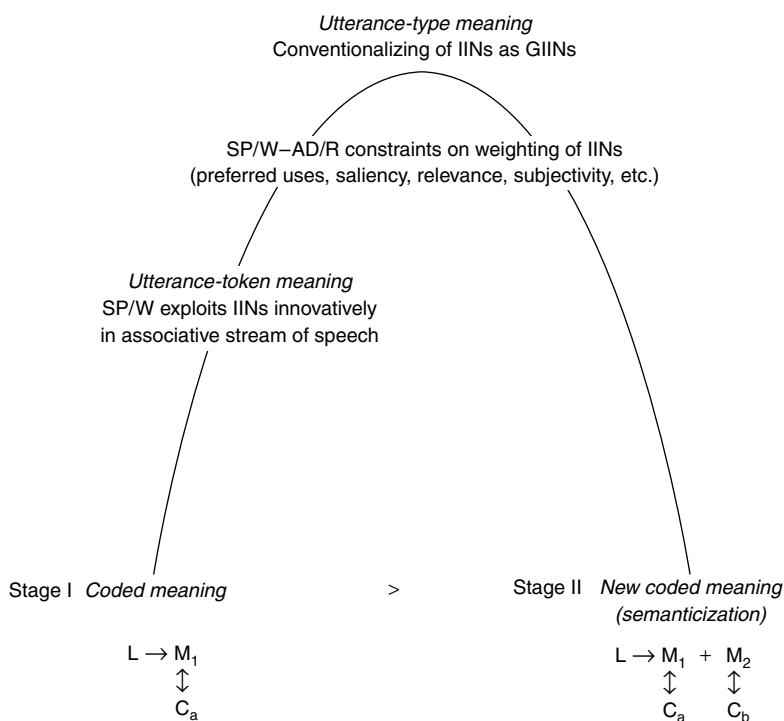 Utterance-type meaning
Conventionalizing of IINs as GIINs
SP/W–AD/R constraints on weighting of IINs
(preferred uses, saliency, relevance, subjectivity, etc.)
Utterance-token meaning
SP/W exploits IINs innovatively
in associative stream of speech
Stage I Coded meaning > Stage II New coded meaning
(semanticization)
L → M₁ L → M₁ + M₂
↕ ↕ ↕
Cₐ Cₐ C_b